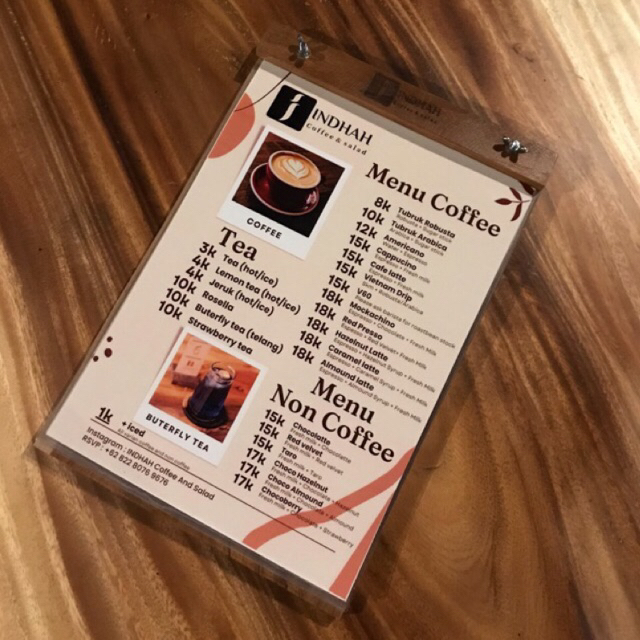 INDHAH
Coffee & salad
COFFEE
Menu Coffee
8k Tubruk Robusta
10k Tubruk Arabica
12k Americano
15k Cappucino
15k Cafe latte
15k Vietnam Drip
15k V60
18k Mockachino
18k Red Presso
18k Hazelnut Latte
18k Caramel latte
18k Almound latte
Tea
3k Tea (hot/ice)
4k Lemon tea (hot/ice)
4k Jeruk (hot/ice)
10k Rosella
10k Buterfly tea (telang)
10k Strawberry tea
BUTERFLY TEA
Menu
Non Coffee
15k Chocolatte
15k Red velvet
15k Taro
17k Choco Hazelnut
17k Choco Almound
17k Chocoberry
1k + iced
Instagram : INDHAH Coffee And Salad